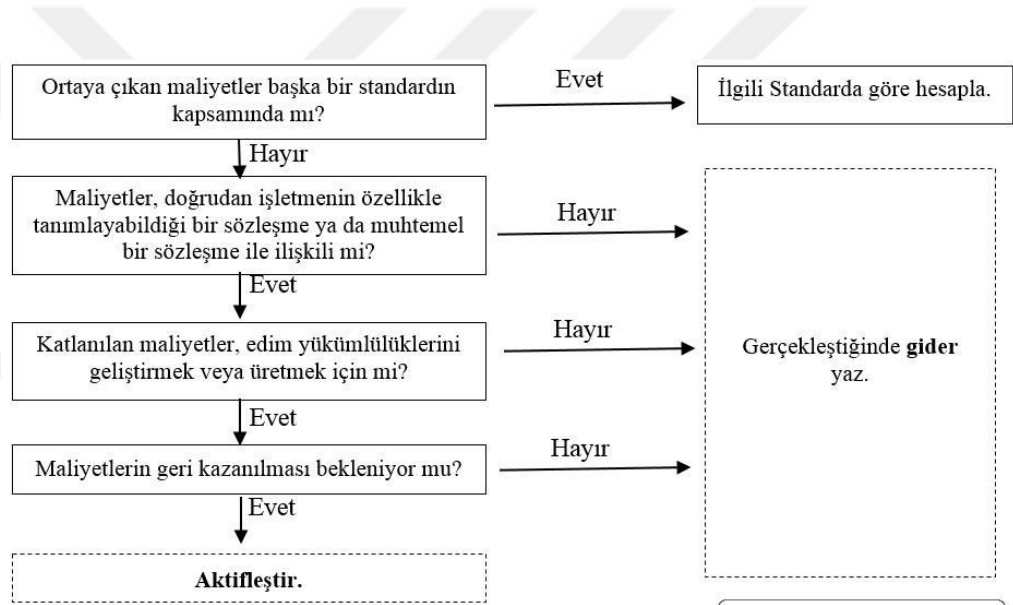 Ortaya çıkan maliyetler başka bir standardın
kapsamında mı?
Evet
İlgili Standarda göre hesapla.
Hayır
Maliyetler, doğrudan işletmenin özellikle
tanımlayabildiği bir sözleşme ya da muhtemel
bir sözleşme ile ilişkili mi?
Hayır
Evet
Katlanılan maliyetler, edim yükümlülüklerini
geliştirmek veya üretmek için mi?
Hayır
Gerçekleştiğinde gider
yaz.
Evet
Maliyetlerin geri kazanılması bekleniyor mu?
Hayır
Evet
Aktifleştir.